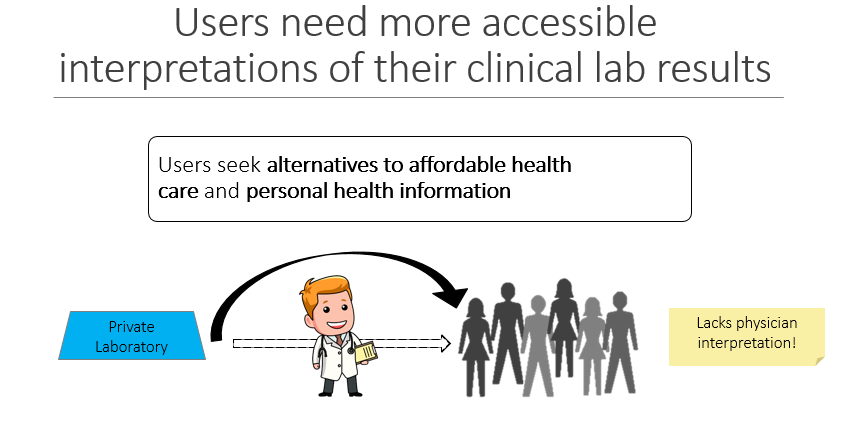 Users need more accessible
interpretations of their clinical lab results
Users seek alternatives to affordable health
care and personal health information
Private
Laboratory
Lacks physician
interpretation!